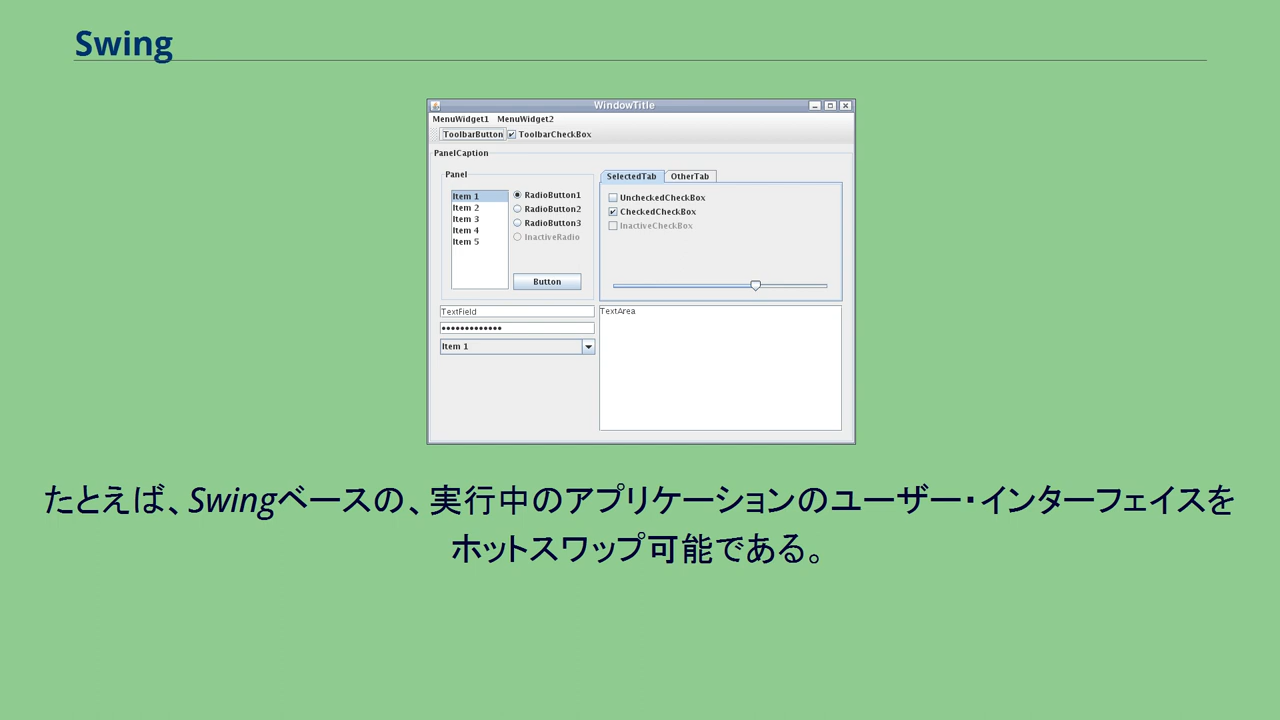 Swing
WindowTitle
MenuWidget1 MenuWidget2
ToolbarButton ToolbarCheckBox
PanelCaption
Panel
Item 1
Item 2
Item 3
Item 4
Item 5
RadioButton1
RadioButton2
RadioButton3
InactiveRadio
Button
SelectedTab OtherTab
UncheckedCheckBox
CheckedCheckBox
InactiveCheckBox
TextField
•••••••••••••
Item 1
TextArea
たとえば、Swingベースの、実行中のアプリケーションのユーザー・インターフェイスを
ホットスワップ可能である。